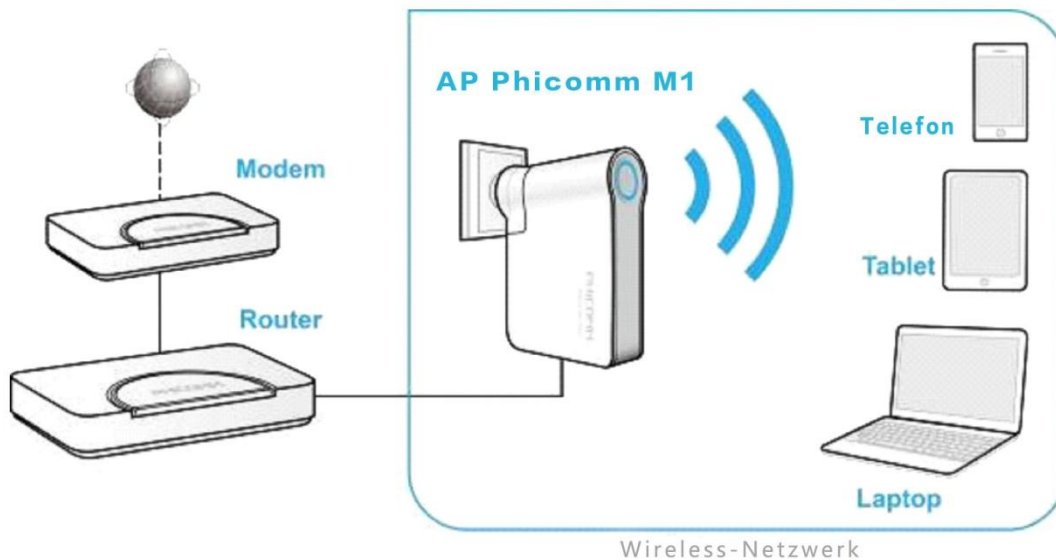 AP Phicomm M1
Telefon
Modem
Tablet
Router
Laptop
Wireless-Netzwerk